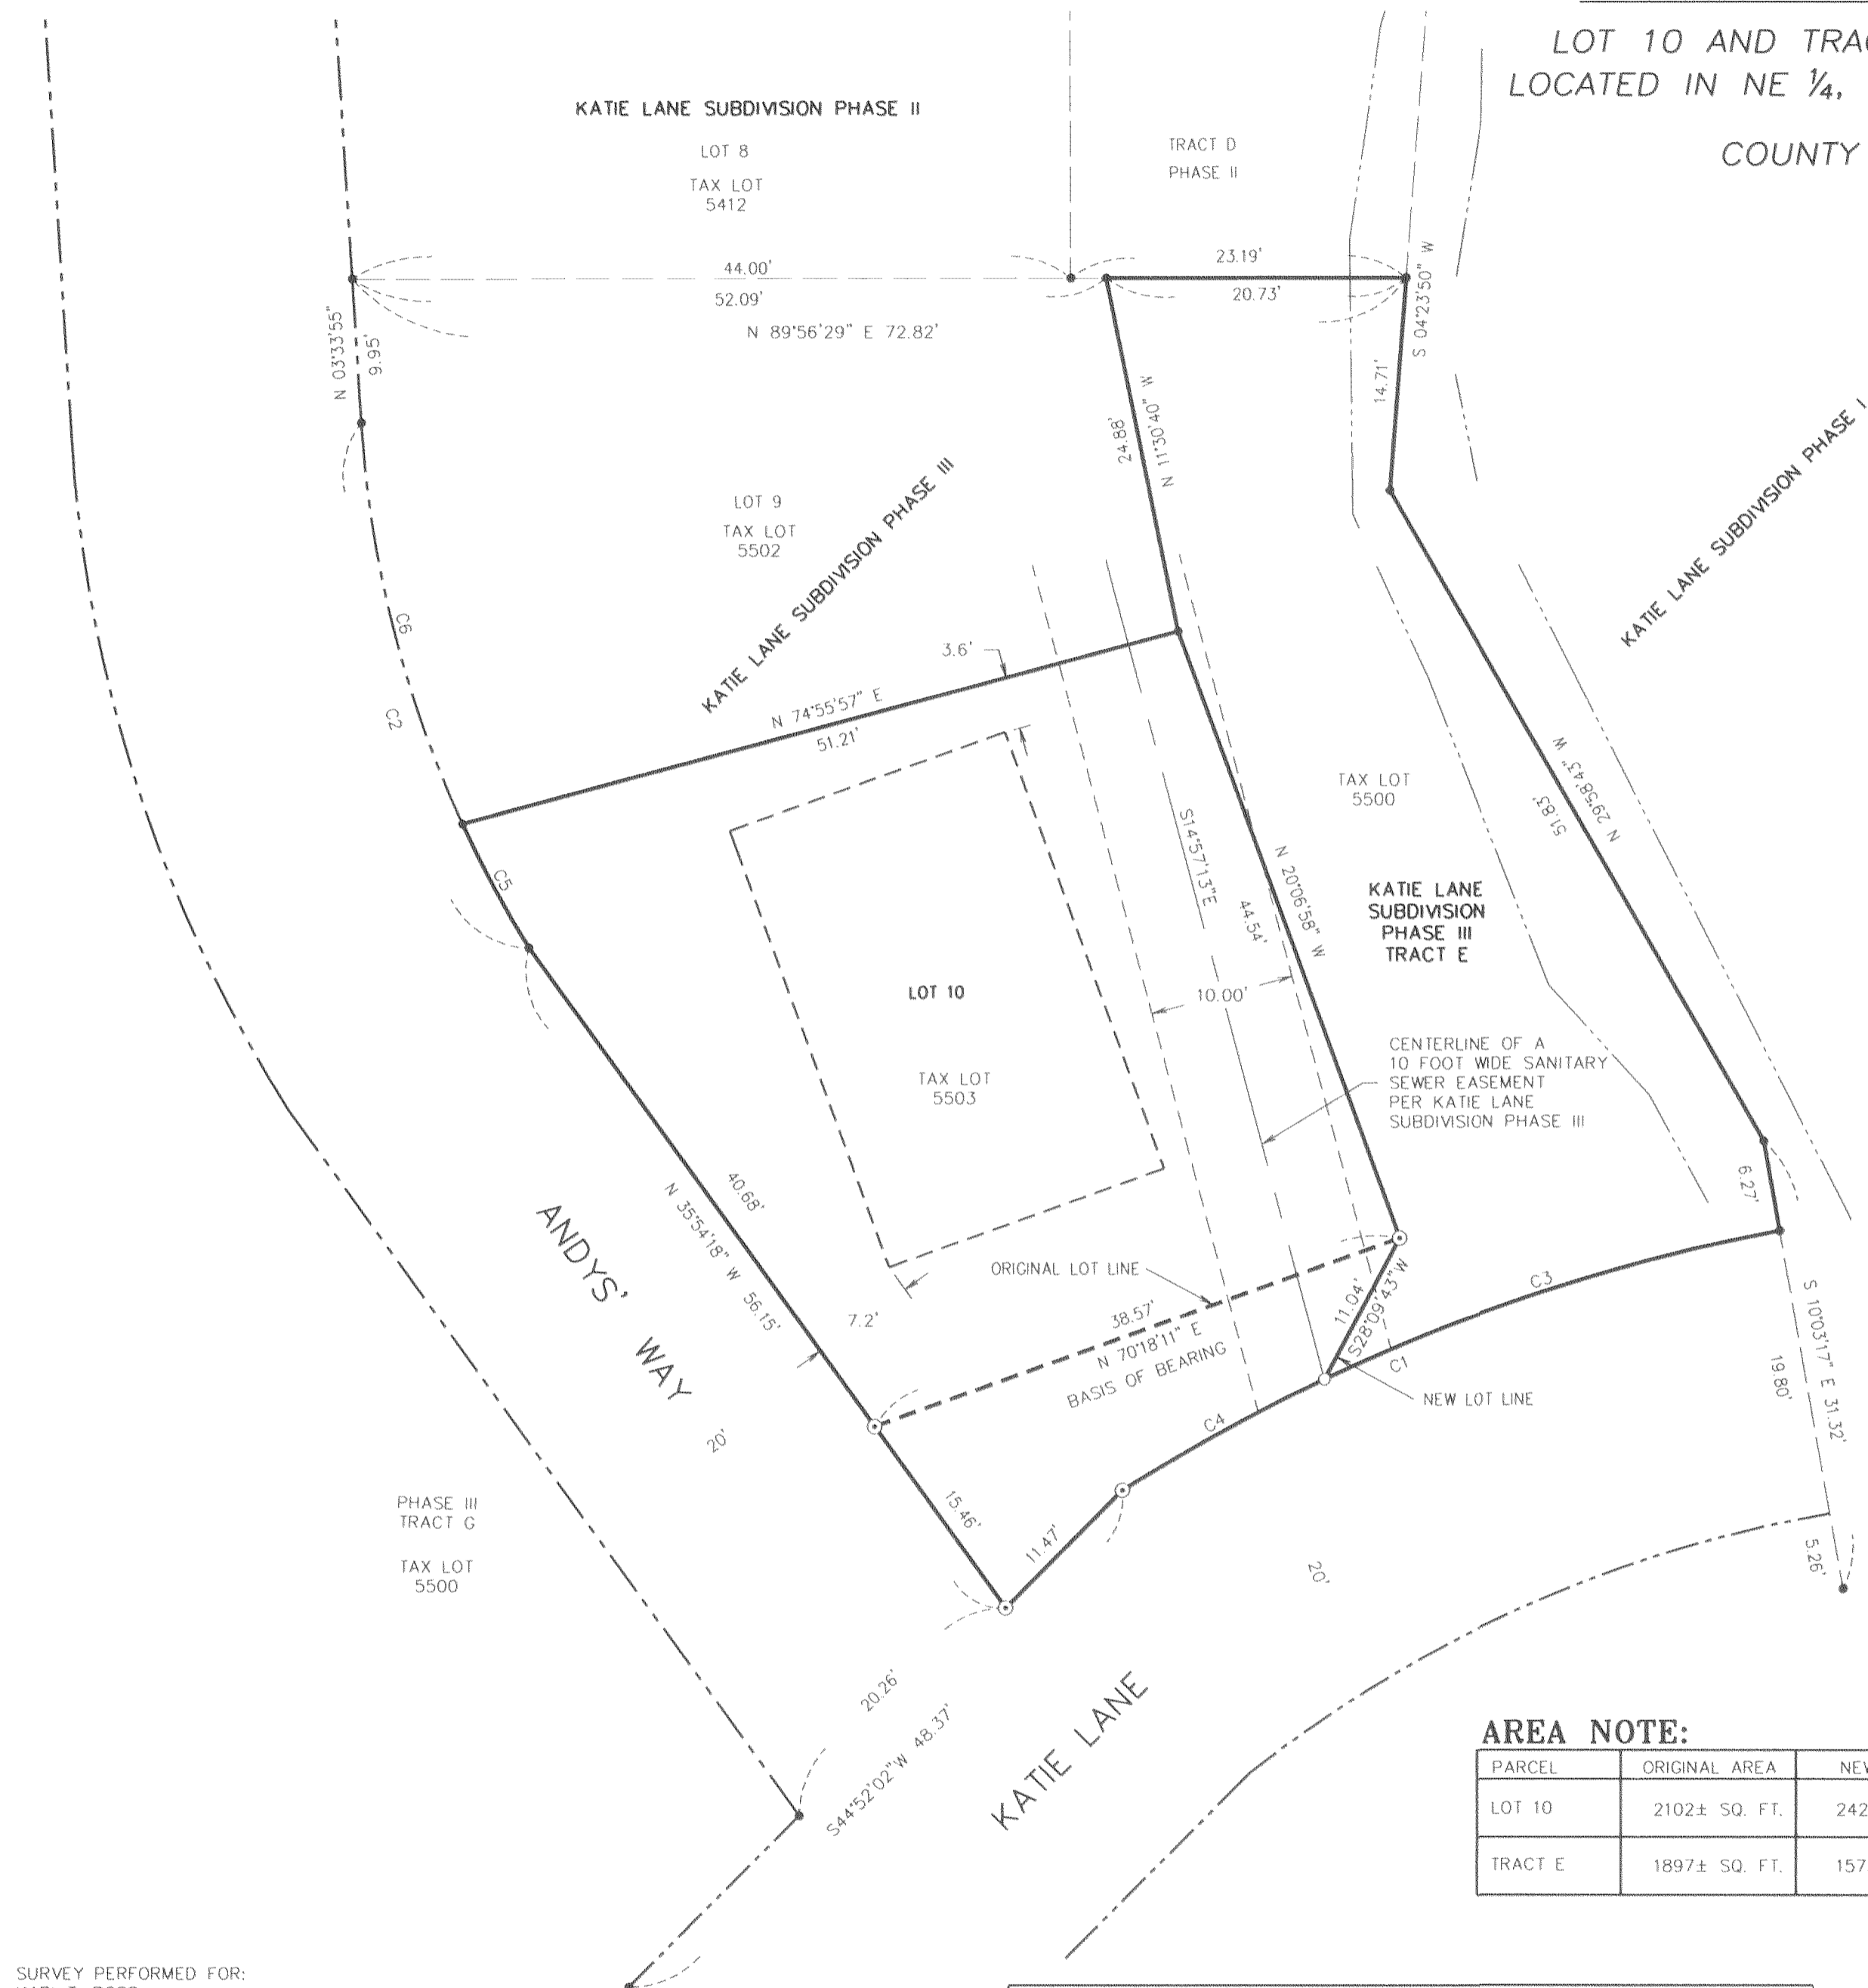 LOT 10 AND
LOCATED IN NE ¼,
COUNTY
KATIE LANE SUBDIVISION PHASE II
LOT 8
TAX LOT
5412
TRACT D
PHASE II
44.00'
52.09'
N 89°56'29" E 72.82'
23.19'
20.73'
S 04°23'50" W
14.71'
N 03°33'55"
9.95'
24.88'
N 11°30'40" W
LOT 9
TAX LOT
5502
KATIE LANE SUBDIVISION PHASE III
KATIE LANE SUBDIVISION PHASE I
C6
C2
3.6'
N 74°55'57" E
51.21'
C5
S14°57'13"E
44.54'
N 20°06'58" W
TAX LOT
5500
N 29°58'43" W
51.83'
KATIE LANE
SUBDIVISION
PHASE III
TRACT E
LOT 10
10.00'
TAX LOT
5503
CENTERLINE OF A
10 FOOT WIDE SANITARY
SEWER EASEMENT
PER KATIE LANE
SUBDIVISION PHASE III
40.68'
N 35°54'18" W 56.15'
ANDYS' WAY
6.27'
ORIGINAL LOT LINE
7.2'
38.57'
N 70°18'11" E
BASIS OF BEARING
11.04'
S28°09'43"W
C3
C1
NEW LOT LINE
C4
S 10°03'17" E 31.32'
19.80'
20'
15.46'
11.47'
20'
5.26'
PHASE III
TRACT G
TAX LOT
5500
20.26'
S44°52'02"W 48.37'
KATIE LANE
AREA NOTE:
PARCEL ORIGINAL AREA
LOT 10 2102± SQ. FT. 242
TRACT E 1897± SQ. FT. 157
SURVEY PERFORMED FOR: